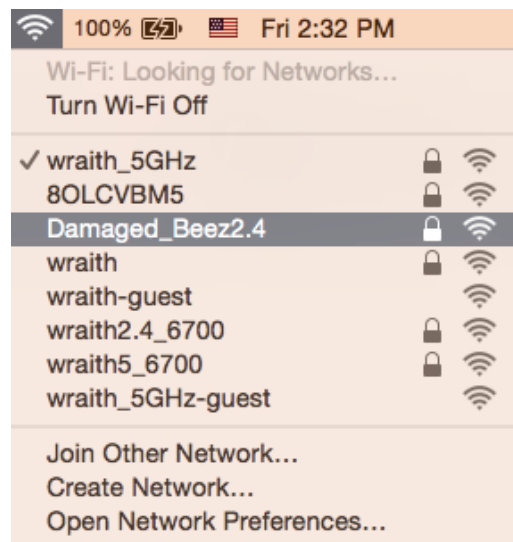 100% Fri 2:32 PM
Wi-Fi: Looking for Networks...
Turn Wi-Fi Off
wraith_5GHz
8OLCVBM5
Damaged_Beez2.4
wraith
wraith-guest
wraith2.4_6700
wraith5_6700
wraith_5GHz-guest
Join Other Network...
Create Network...
Open Network Preferences...